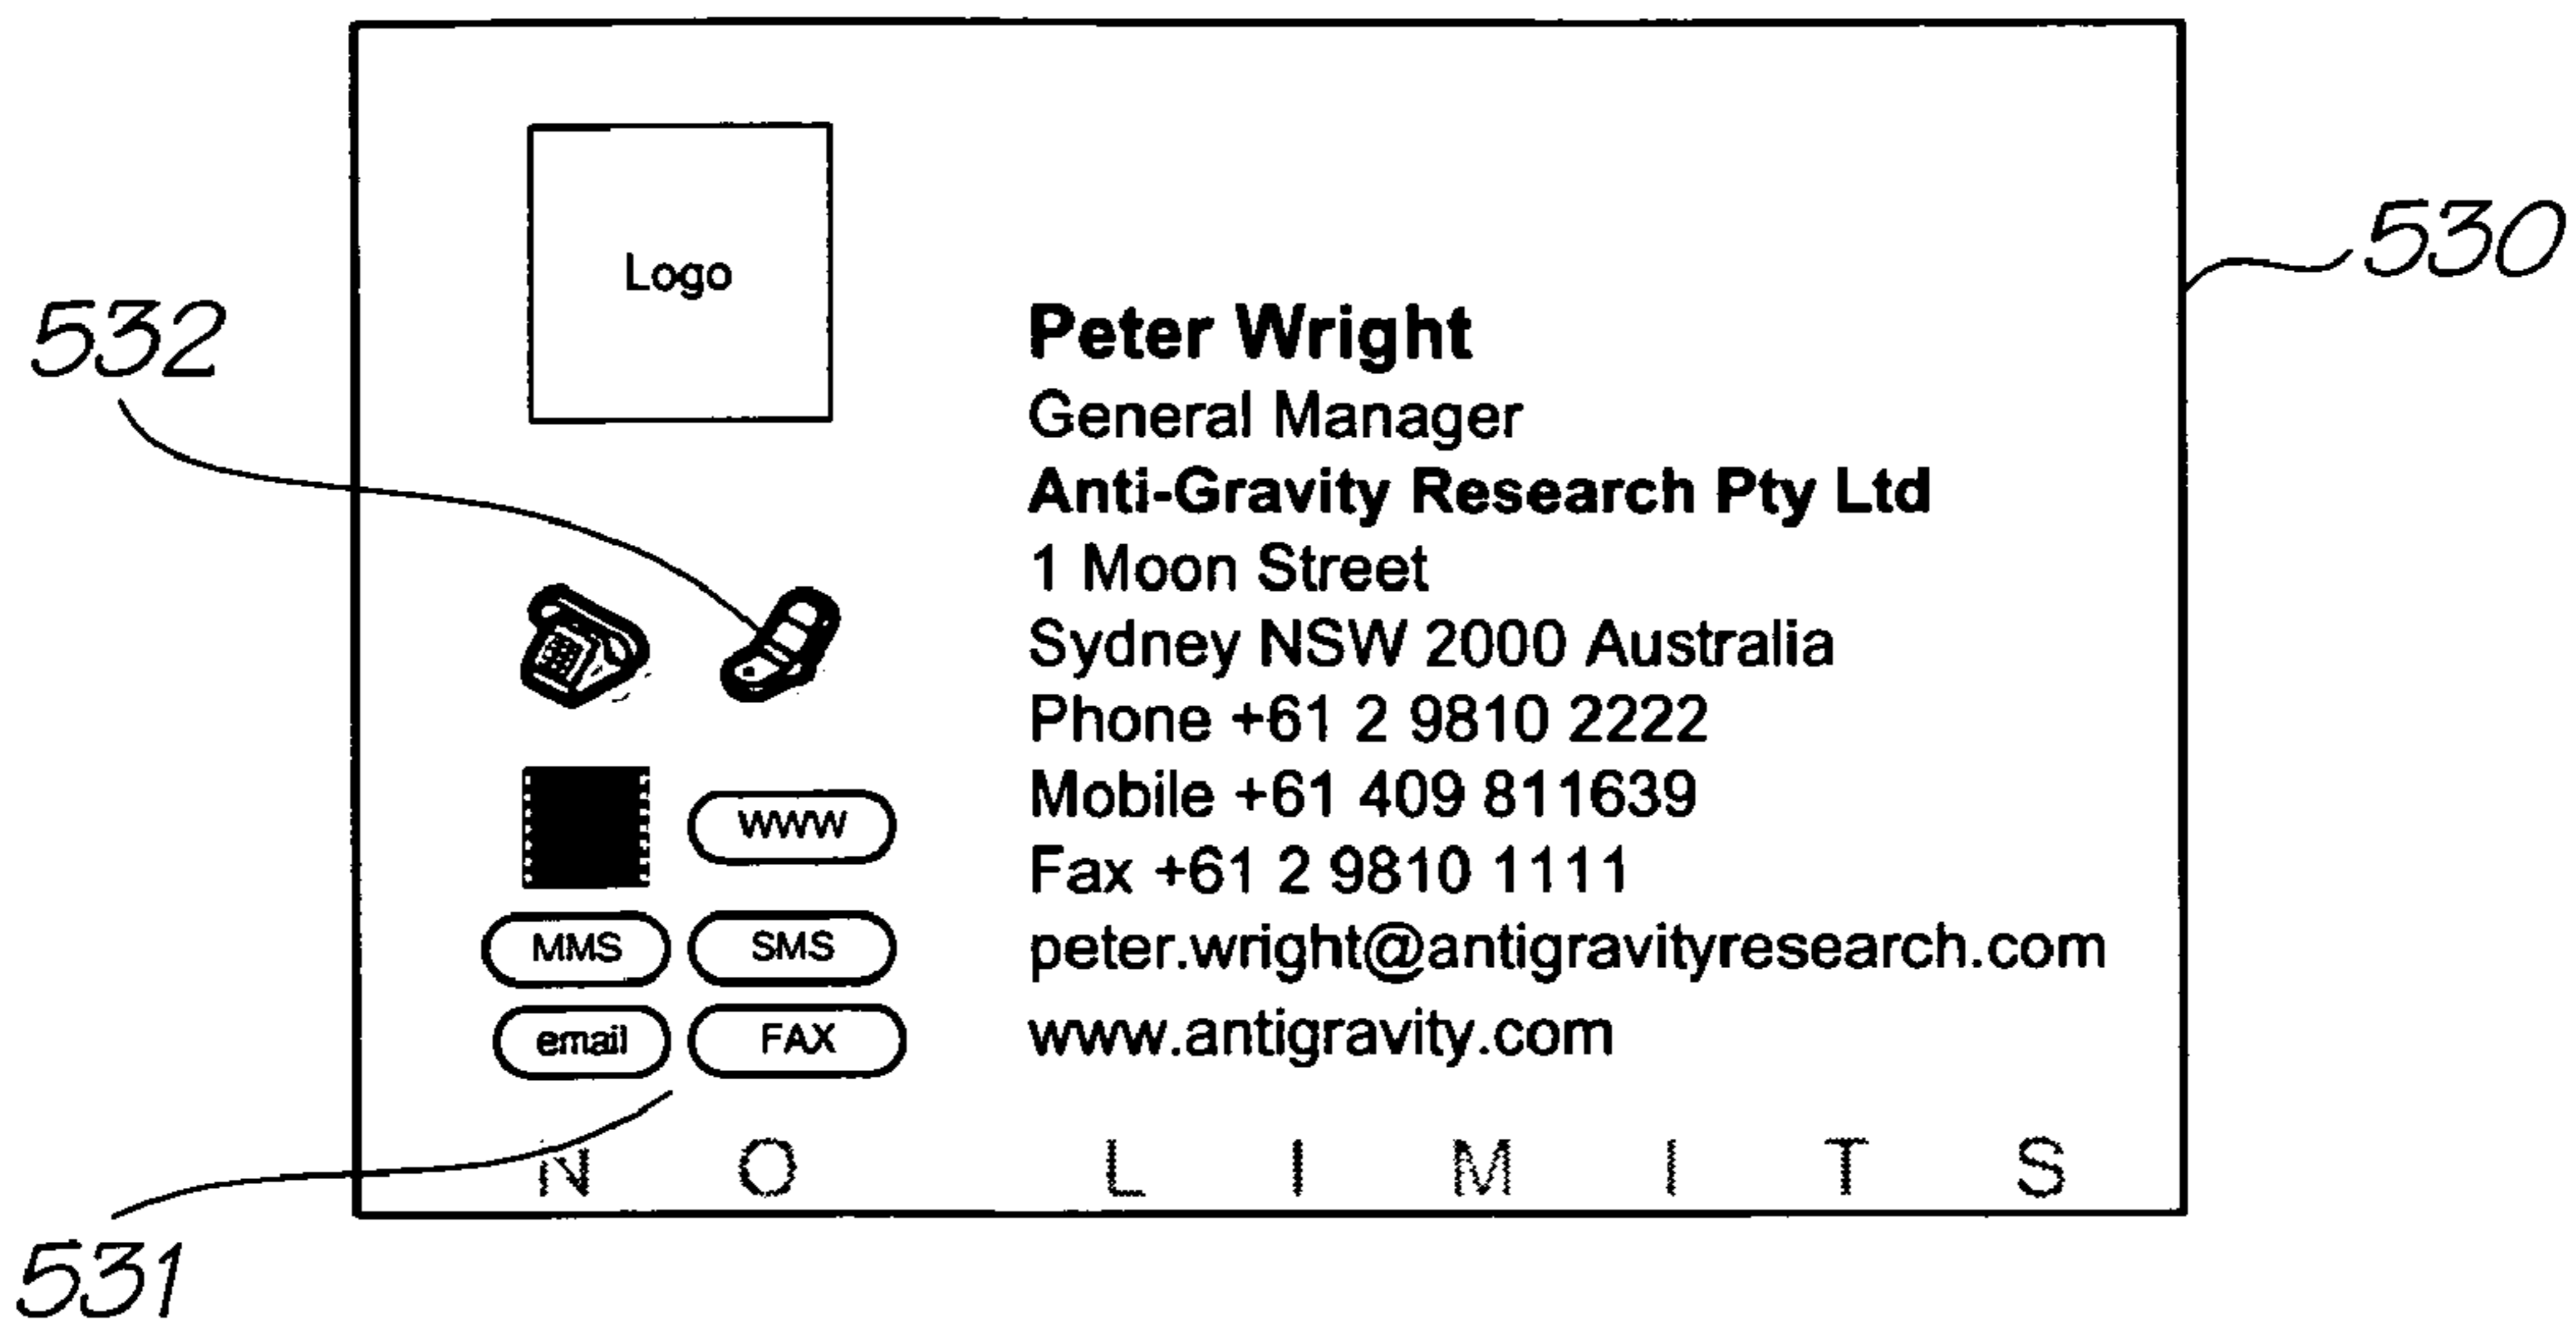 530
Logo
532
Peter Wright
General Manager
Anti-Gravity Research Pty Ltd
1 Moon Street
Sydney NSW 2000 Australia
Phone +61 2 9810 2222
Mobile +61 409 811639
Fax +61 2 9810 1111
peter.wright@antigravityresearch.com
www.antigravity.com
WWW
MMS SMS
email FAX
NO LIMITS
531